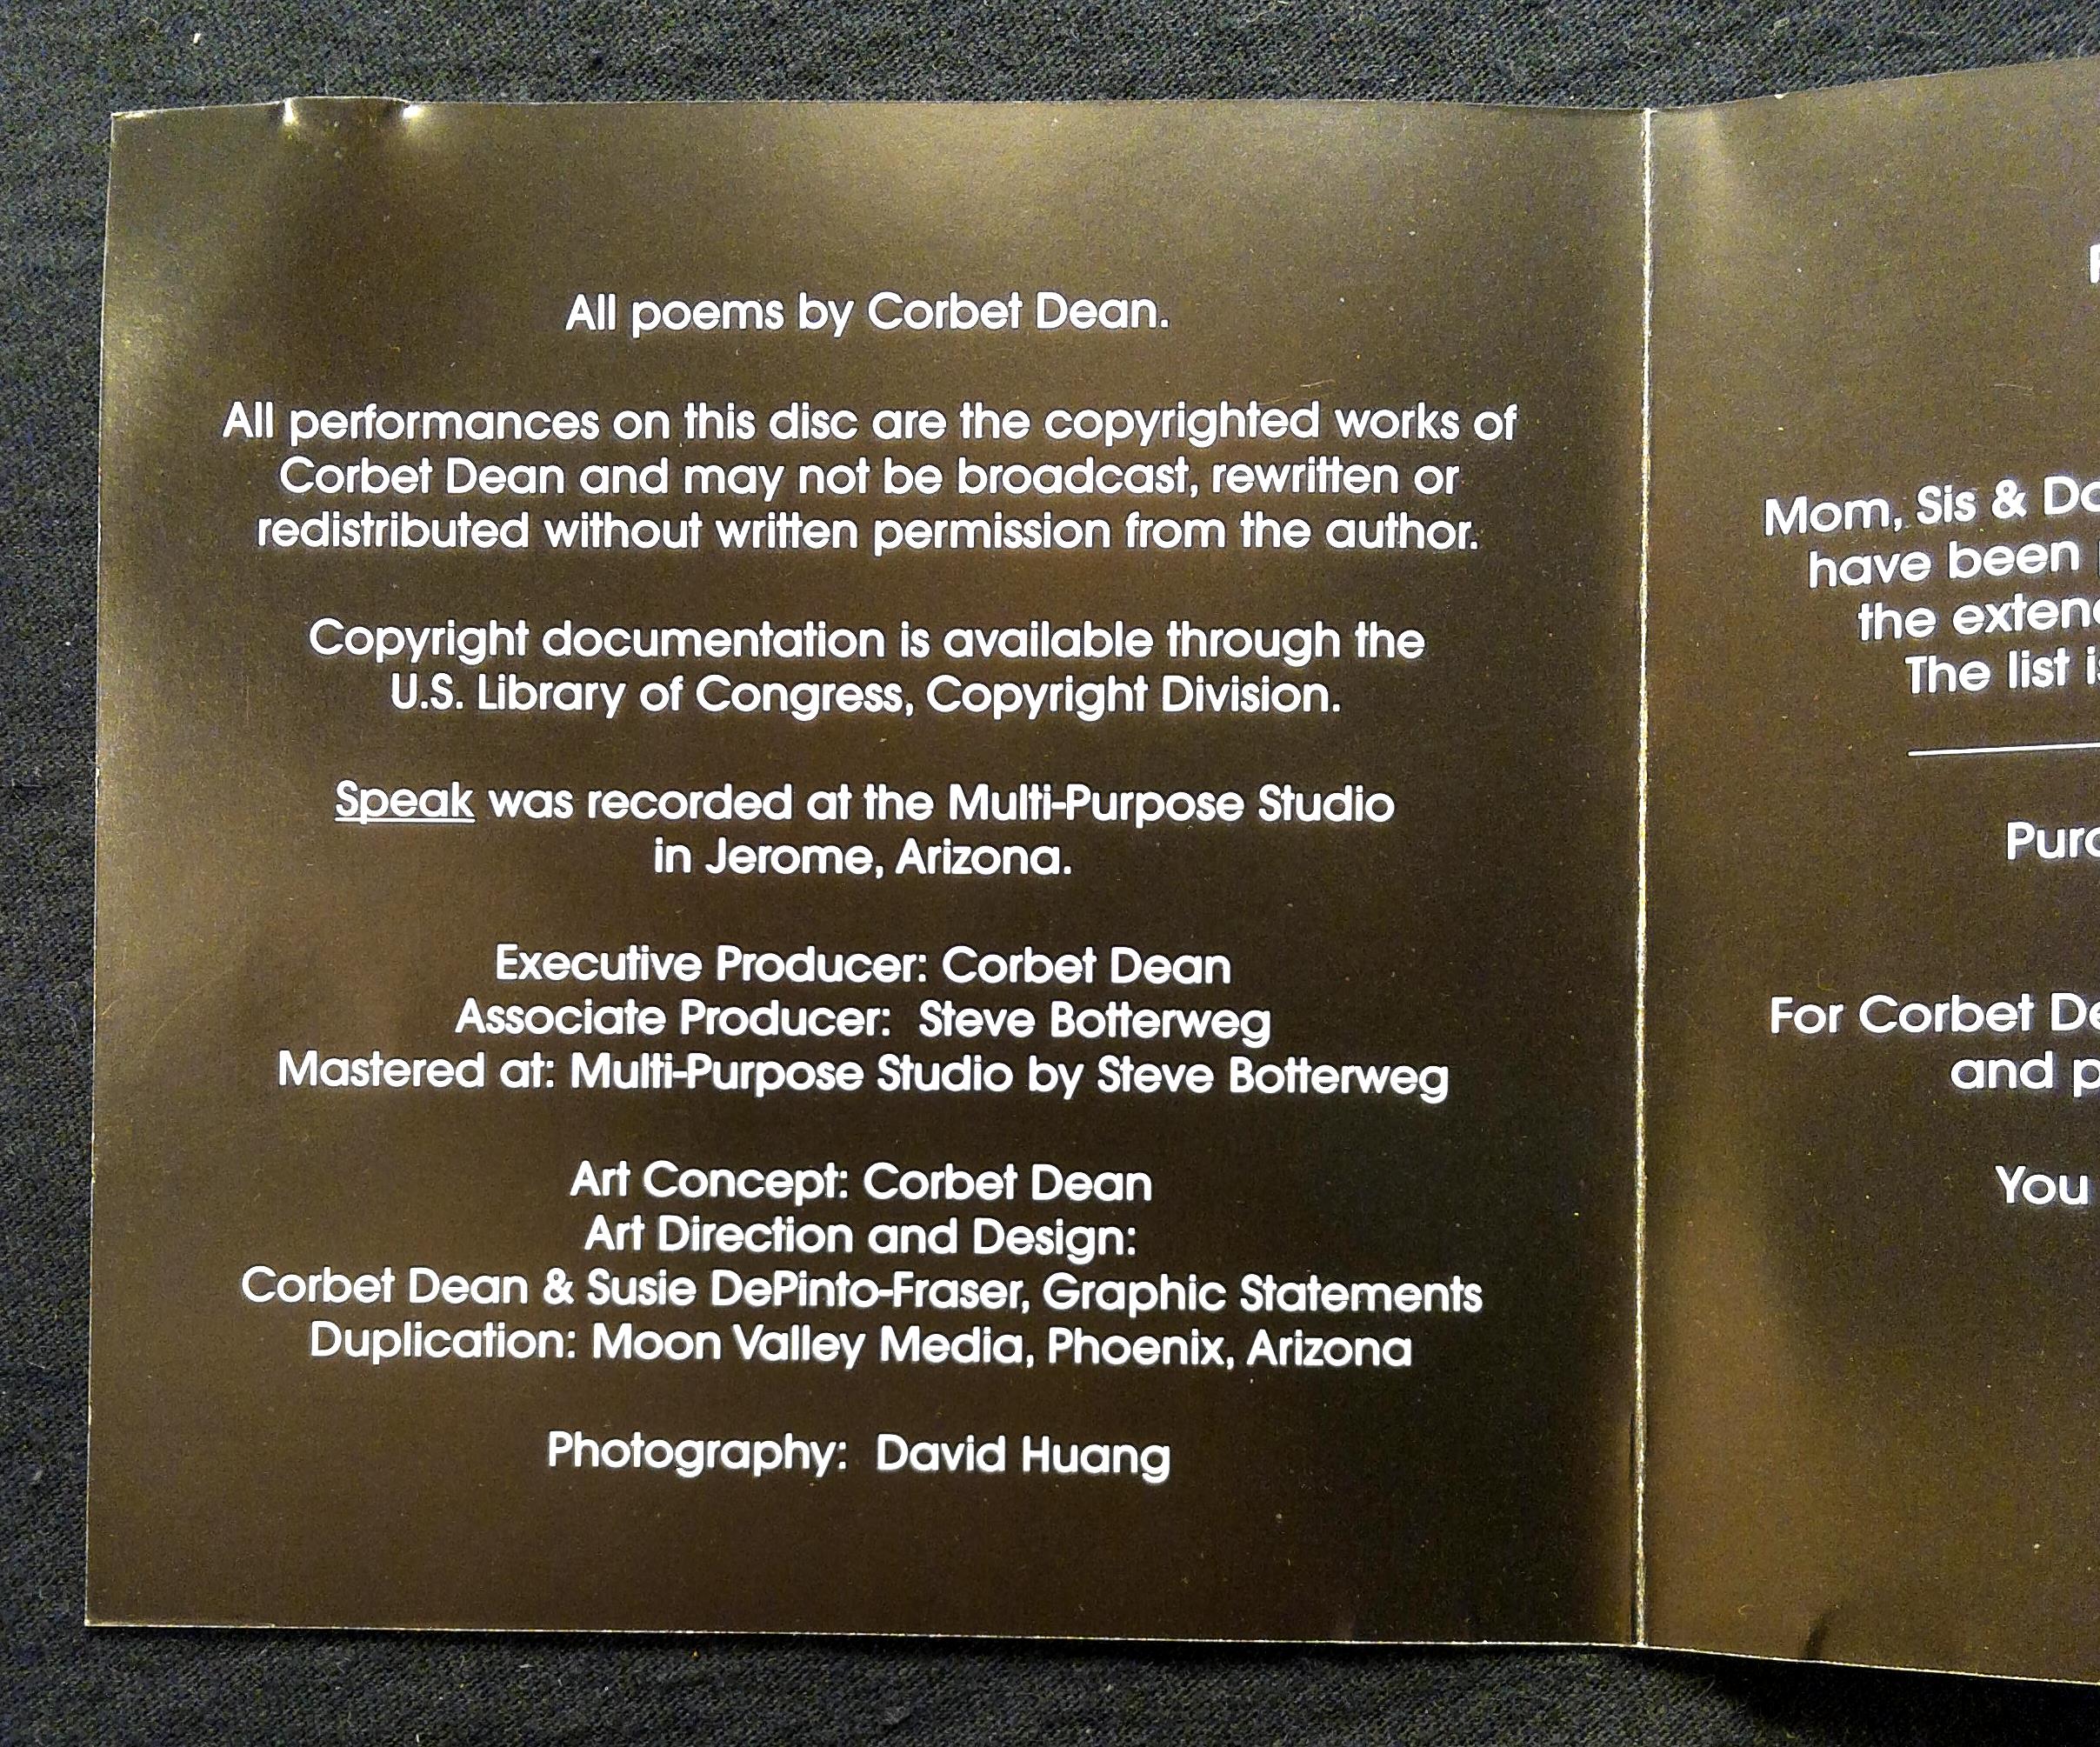 All poems by Corbet Dean.
All performances on this disc are the copyrighted works of
Corbet Dean and may not be broadcast, rewritten or
redistributed without written permission from the author.
Copyright documentation is available through the
U.S. Library of Congress, Copyright Division.
Speak was recorded at the Multi-Purpose Studio
in Jerome, Arizona.
Executive Producer: Corbet Dean
Associate Producer: Steve Botterweg
Mastered at: Multi-Purpose Studio by Steve Botterweg
Art Concept: Corbet Dean
Art Direction and Design:
Corbet Dean & Susie DePinto-Fraser, Graphic Statements
Duplication: Moon Valley Media, Phoenix, Arizona
Photography: David Huang
Mom, Sis &
have been
the
The list
For Corbet
and
You